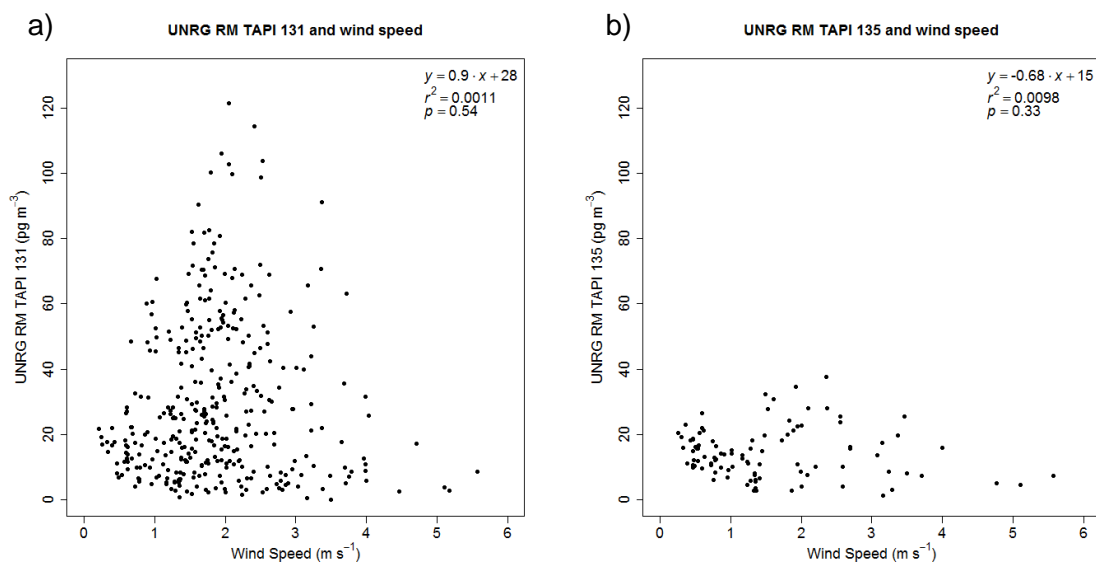 a)
UNRG RM TAPI 131 and wind speed
y = 0.9 · x + 28
r² = 0.0011
p = 0.54
UNRG RM TAPI 131 (pg m⁻³)
120
100
80
60
40
20
0
0 1 2 3 4 5 6
Wind Speed (m s⁻¹)
b)
UNRG RM TAPI 135 and wind speed
y = -0.68 · x + 15
r² = 0.0098
p = 0.33
UNRG RM TAPI 135 (pg m⁻³)
120
100
80
60
40
20
0
0 1 2 3 4 5 6
Wind Speed (m s⁻¹)